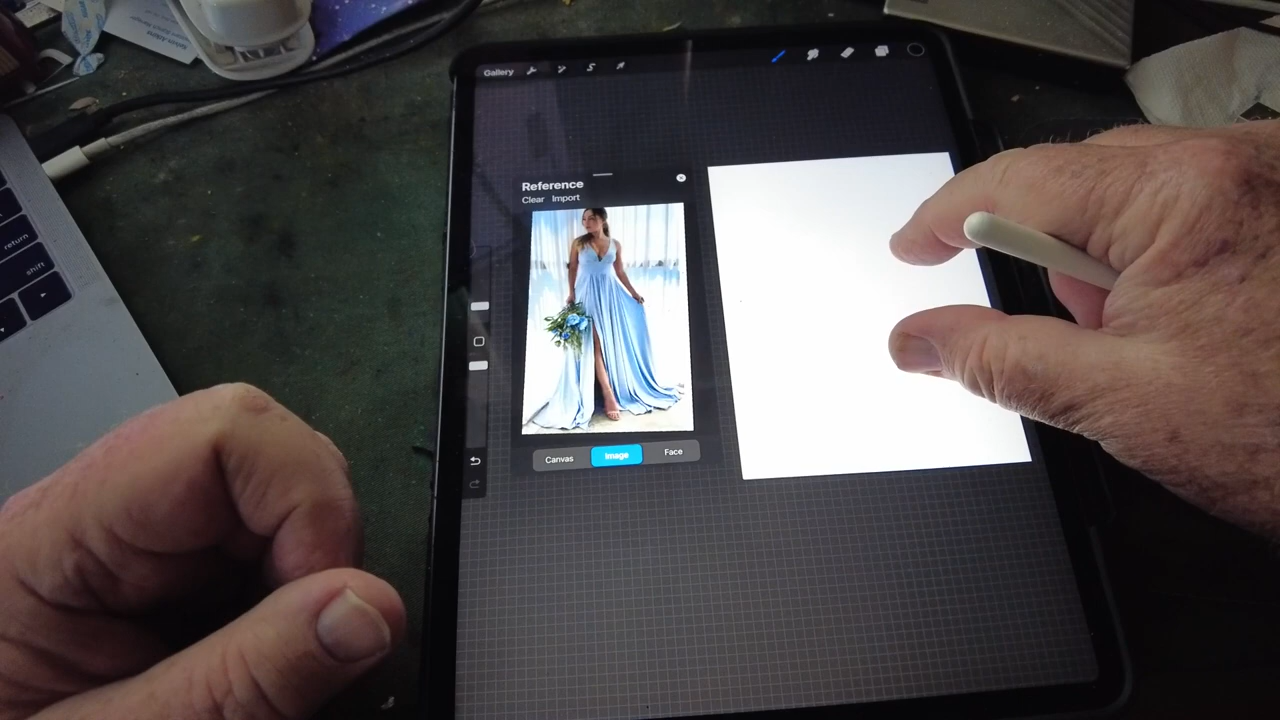 Gallery
Reference
Clear Import
Canvas Image Face
return
shift